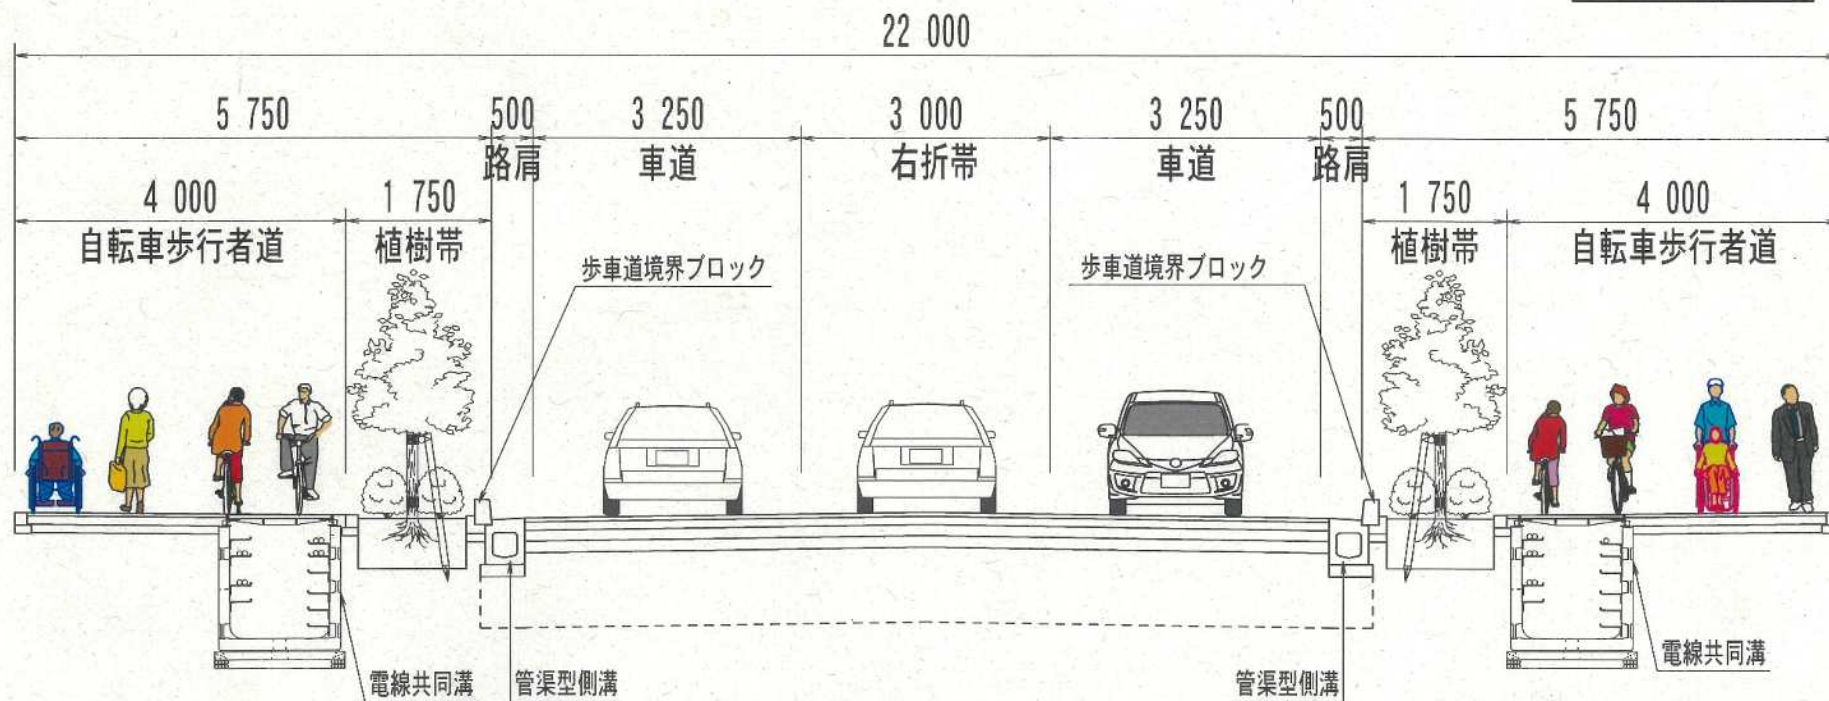 22 000
5 750
500
3 250
3 000
3 250
500
5 750
路肩
車道
右折帯
車道
路肩
4 000
1 750
1 750
4 000
自転車歩行者道
植樹帯
植樹帯
自転車歩行者道
歩車道境界ブロック
歩車道境界ブロック
電線共同溝
管渠型側溝
管渠型側溝
電線共同溝